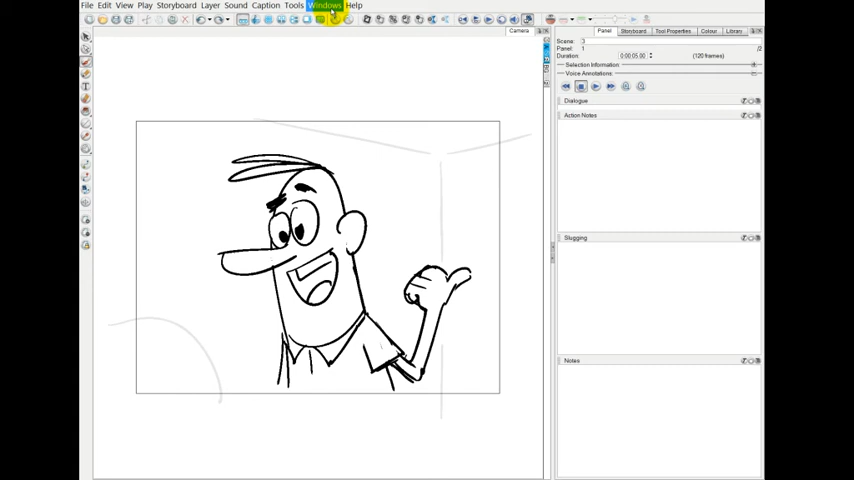 File Edit View Play Storyboard Layer Sound Caption Tools Windows Help
Camera
Panel Storyboard Tool Properties Colour Library
Scene: 3
Panel: 1 /2
Duration: 0:00:05.00 (120 frames)
Selection Information
Voice Annotations
Dialogue
Action Notes
Slugging
Notes